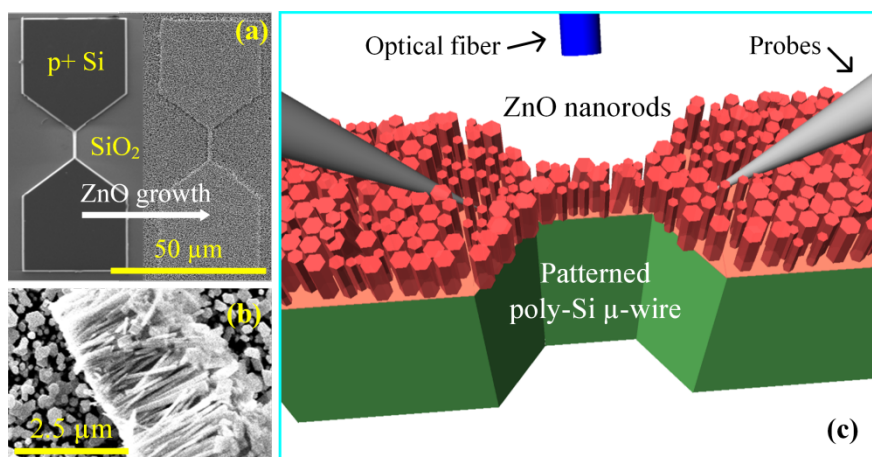 (a)
p+ Si
SiO₂
ZnO growth
50 µm
(b)
2.5 µm
Optical fiber
Probes
ZnO nanorods
Patterned
poly-Si µ-wire
(c)